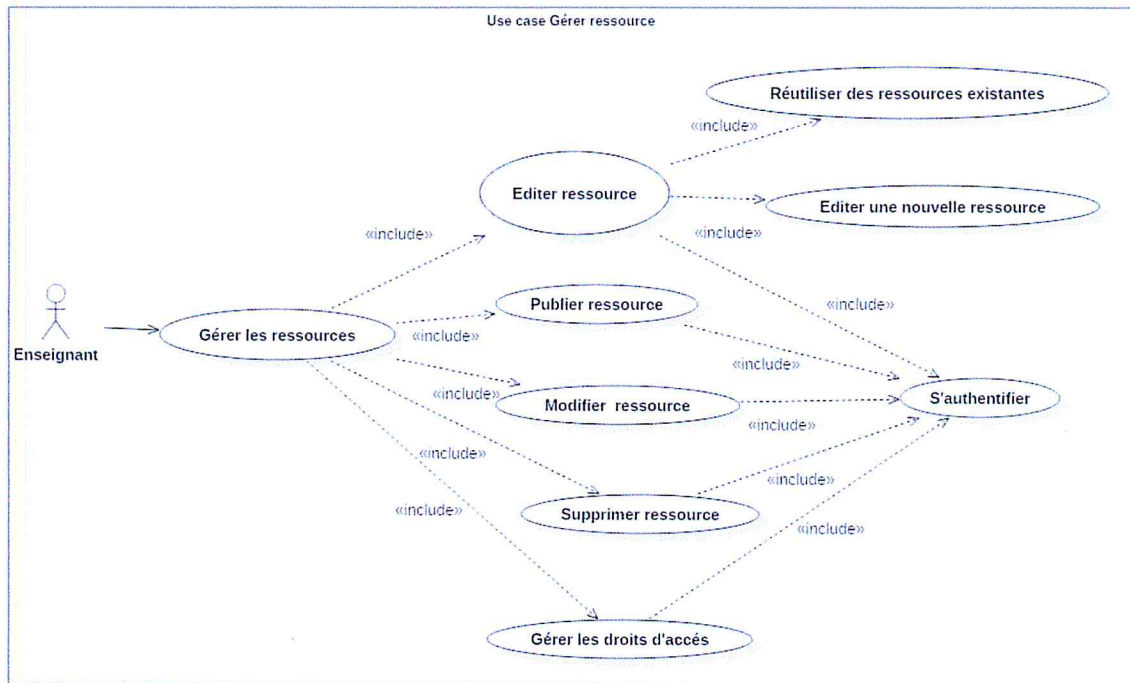 Use case Gérer ressource
Réutiliser des ressources existantes
«include»
Editer ressource
Editer une nouvelle ressource
«include»
«include»
«include»
Publier ressource
Gérer les ressources
«include»
Enseignant
«include»
«include»
Modifier  ressource
S'authentifier
«include»
«include»
«include»
«include»
Supprimer ressource
«include»
Gérer les droits d'accés